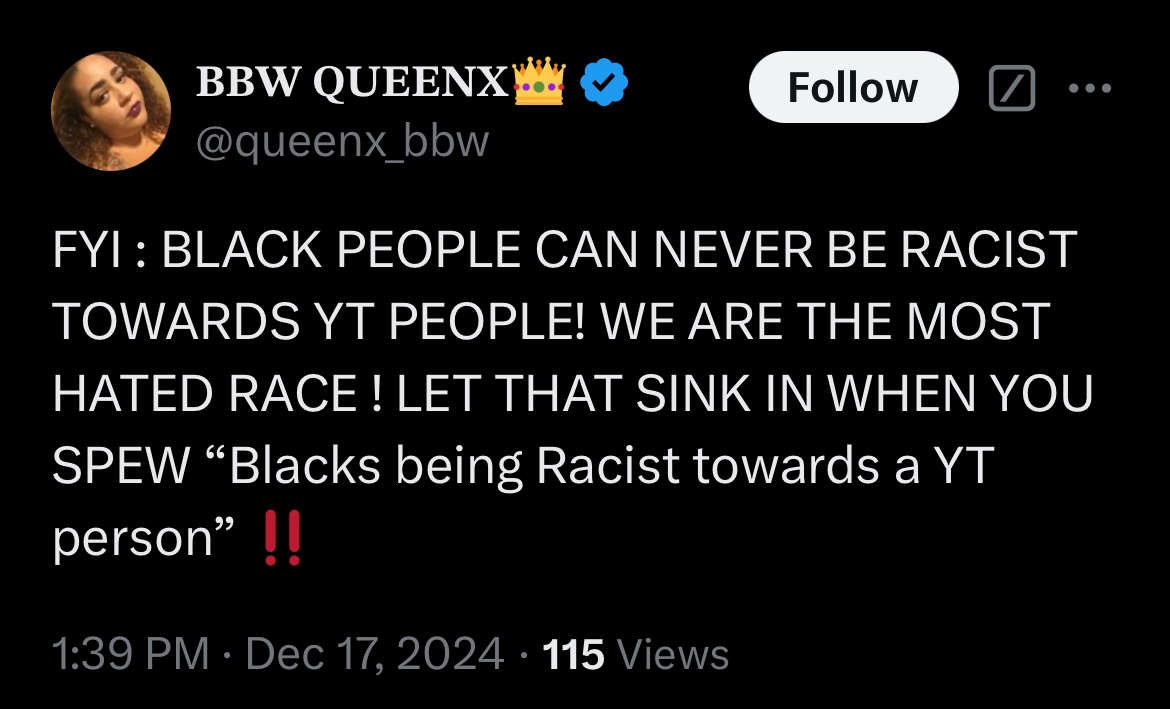 BBW QUEENX👑
Follow
@queenx_bbw
FYI : BLACK PEOPLE CAN NEVER BE RACIST
TOWARDS YT PEOPLE! WE ARE THE MOST
HATED RACE ! LET THAT SINK IN WHEN YOU
SPEW “Blacks being Racist towards a YT
person” ‼️
1:39 PM · Dec 17, 2024 · 115 Views